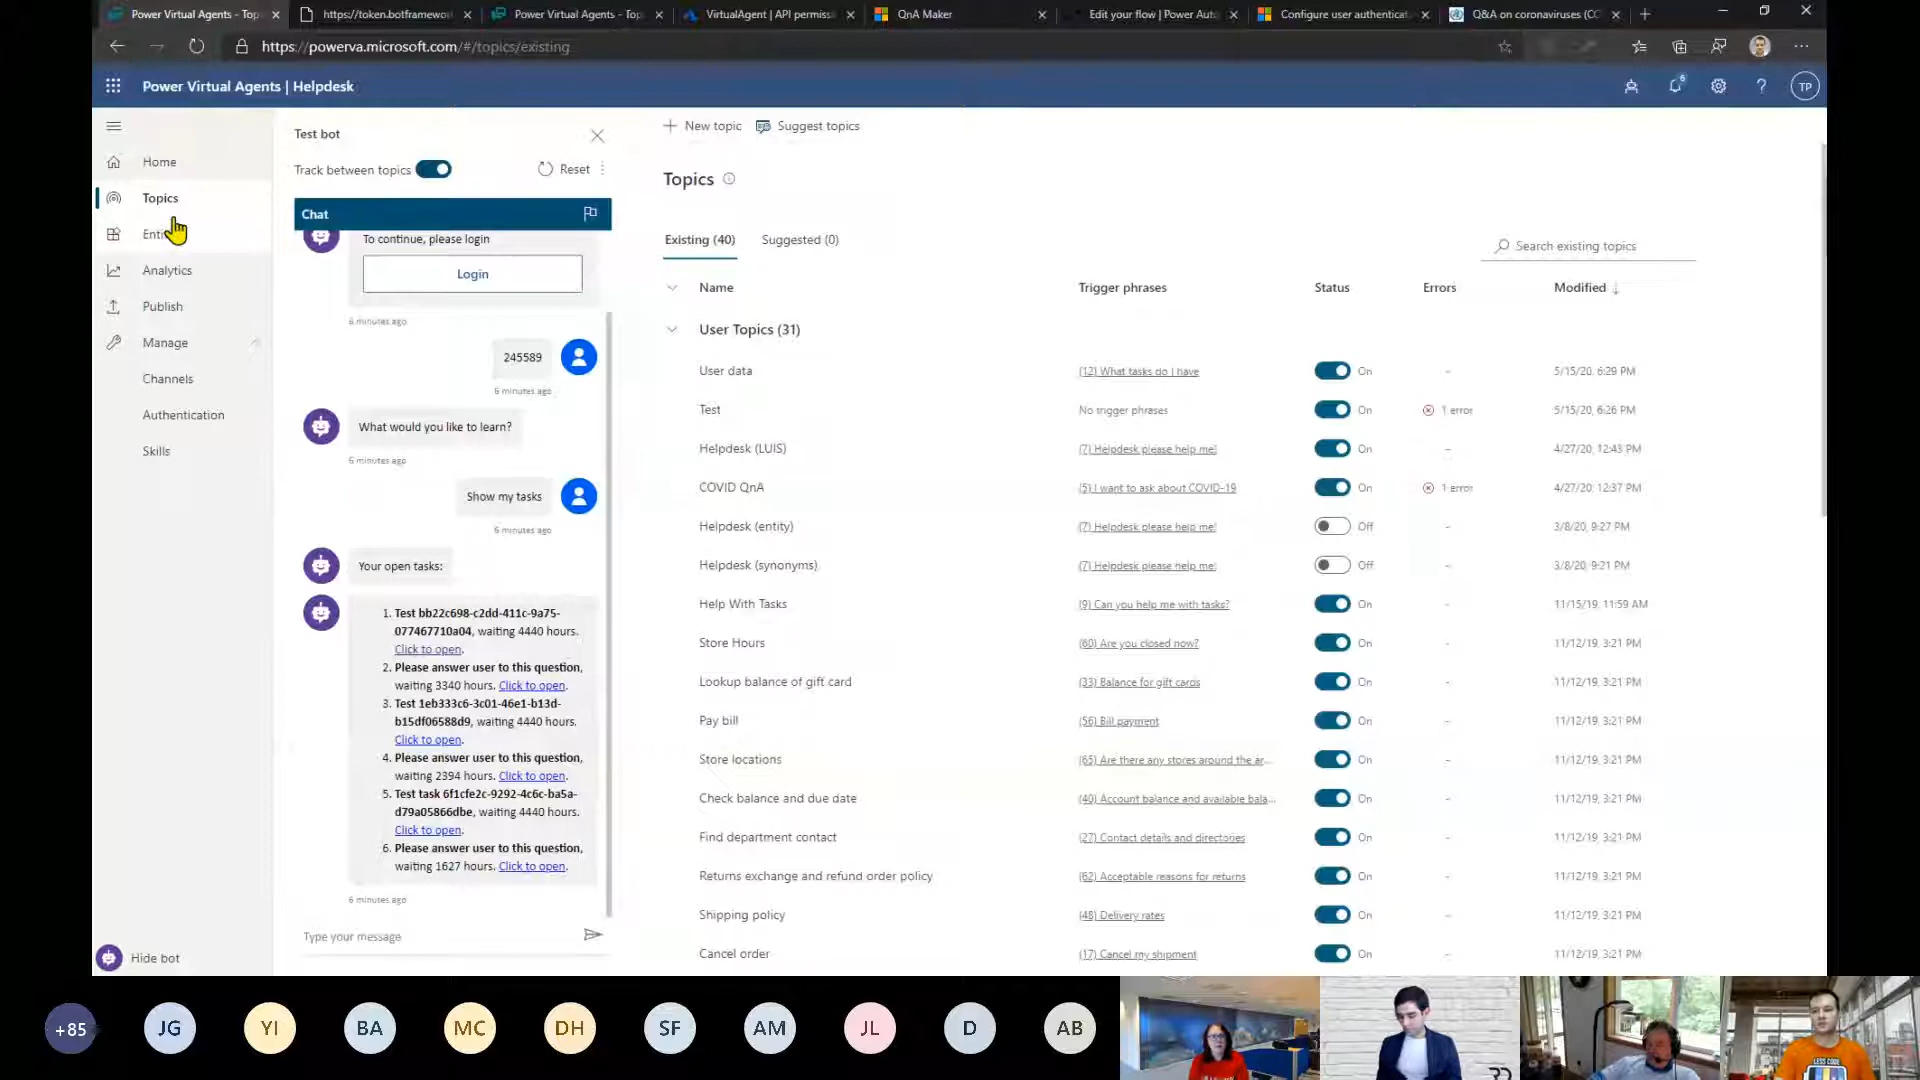 Power Virtual Agents - Top
https://token.botframewor
Power Virtual Agents - Top
VirtualAgent | API permiss
QnA Maker
Edit your flow | Power Aut
Configure user authenticat
Q&A on coronaviruses (CC
https://powerva.microsoft.com/#/topics/existing
Power Virtual Agents | Helpdesk
6
?
TP
Home
Topics
Enti
Analytics
Publish
Manage
Channels
Authentication
Skills
Hide bot
Test bot
Track between topics
Reset
Chat
To continue, please login
Login
6 minutes ago
245589
6 minutes ago
What would you like to learn?
6 minutes ago
Show my tasks
6 minutes ago
Your open tasks:
1. Test bb22c698-c2dd-411c-9a75-
077467710a04, waiting 4440 hours.
Click to open.
2. Please answer user to this question,
waiting 3340 hours. Click to open.
3. Test 1eb333c6-3c01-46e1-b13d-
b15df06588d9, waiting 4440 hours.
Click to open.
4. Please answer user to this question,
waiting 2394 hours. Click to open.
5. Test task 6f1cfe2c-9292-4c6c-ba5a-
d79a05866dbe, waiting 4440 hours.
Click to open.
6. Please answer user to this question,
waiting 1627 hours. Click to open.
6 minutes ago
Type your message
New topic Suggest topics
Topics
Existing (40) Suggested (0)
Search existing topics
Name Trigger phrases Status Errors Modified ↓
User Topics (31)
User data (12) What tasks do I have On - 5/15/20, 6:29 PM
Test No trigger phrases On 1 error 5/15/20, 6:26 PM
Helpdesk (LUIS) (7) Helpdesk please help me! On - 4/27/20, 12:43 PM
COVID QnA (5) I want to ask about COVID-19 On 1 error 4/27/20, 12:37 PM
Helpdesk (entity) (7) Helpdesk please help me! Off - 3/8/20, 9:27 PM
Helpdesk (synonyms) (7) Helpdesk please help me! Off - 3/8/20, 9:21 PM
Help With Tasks (9) Can you help me with tasks? On - 11/15/19, 11:59 AM
Store Hours (60) Are you closed now? On - 11/12/19, 3:21 PM
Lookup balance of gift card (33) Balance for gift cards On - 11/12/19, 3:21 PM
Pay bill (56) Bill payment On - 11/12/19, 3:21 PM
Store locations (65) Are there any stores around the ar... On - 11/12/19, 3:21 PM
Check balance and due date (40) Account balance and available bala... On - 11/12/19, 3:21 PM
Find department contact (27) Contact details and directories On - 11/12/19, 3:21 PM
Returns exchange and refund order policy (62) Acceptable reasons for returns On - 11/12/19, 3:21 PM
Shipping policy (48) Delivery rates On - 11/12/19, 3:21 PM
Cancel order (17) Cancel my shipment On - 11/12/19, 3:21 PM
+85 JG YI BA MC DH SF AM JL D AB
LESS CODE